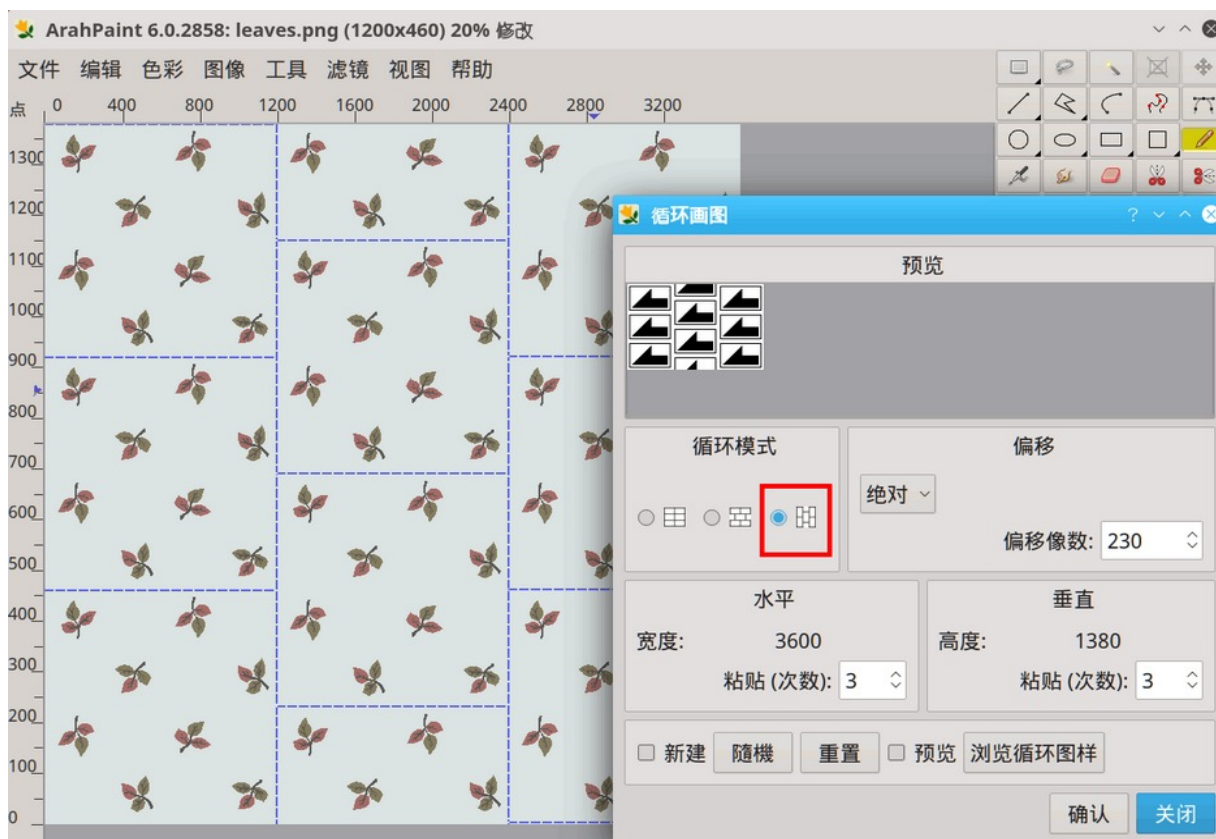 ArahPaint 6.0.2858: leaves.png (1200x460) 20% 修改
文件 编辑 色彩 图像 工具 滤镜 视图 帮助
点 0 400 800 1200 1600 2000 2400 2800 3200
1300
1200
1100
1000
900
800
700
600
500
400
300
200
100
0
循环画图
预览
循环模式
偏移
绝对
偏移像数: 230
水平
垂直
宽度: 3600
高度: 1380
粘贴 (次数): 3
粘贴 (次数): 3
新建 隨機 重置 预览 浏览循环图样
确认 关闭